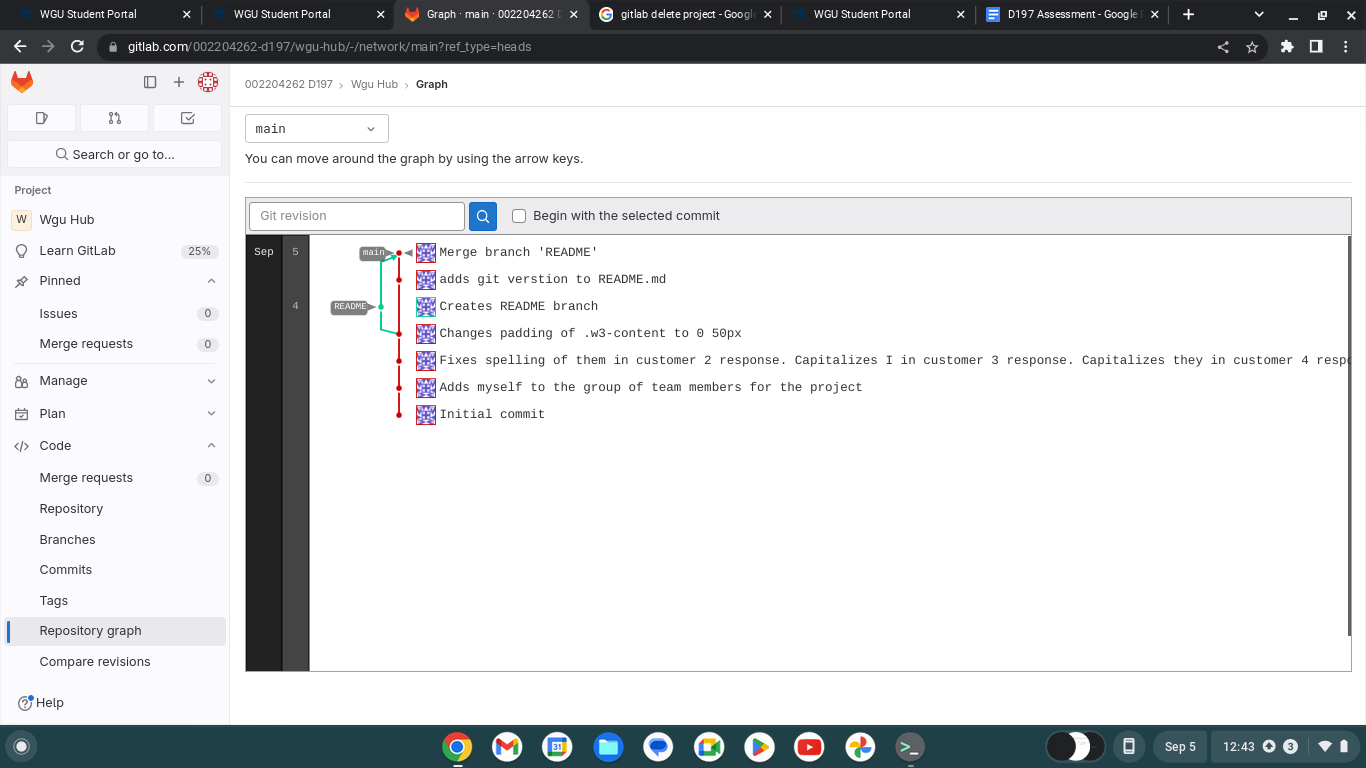 WGU Student Portal
WGU Student Portal
Graph · main · 002204262 D
gitlab delete project - Google
WGU Student Portal
D197 Assessment - Google D
gitlab.com/002204262-d197/wgu-hub/-/network/main?ref_type=heads
Search or go to...
Project
W Wgu Hub
Learn GitLab 25%
Pinned
Issues 0
Merge requests 0
Manage
Plan
Code
Merge requests 0
Repository
Branches
Commits
Tags
Repository graph
Compare revisions
Help
002204262 D197 › Wgu Hub › Graph
main
You can move around the graph by using the arrow keys.
Git revision
Begin with the selected commit
Sep 5 main Merge branch 'README'
adds git verstion to README.md
4 README Creates README branch
Changes padding of .w3-content to 0 50px
Fixes spelling of them in customer 2 response. Capitalizes I in customer 3 response. Capitalizes they in customer 4 respo
Adds myself to the group of team members for the project
Initial commit
31
>_
Sep 5
12:43
3